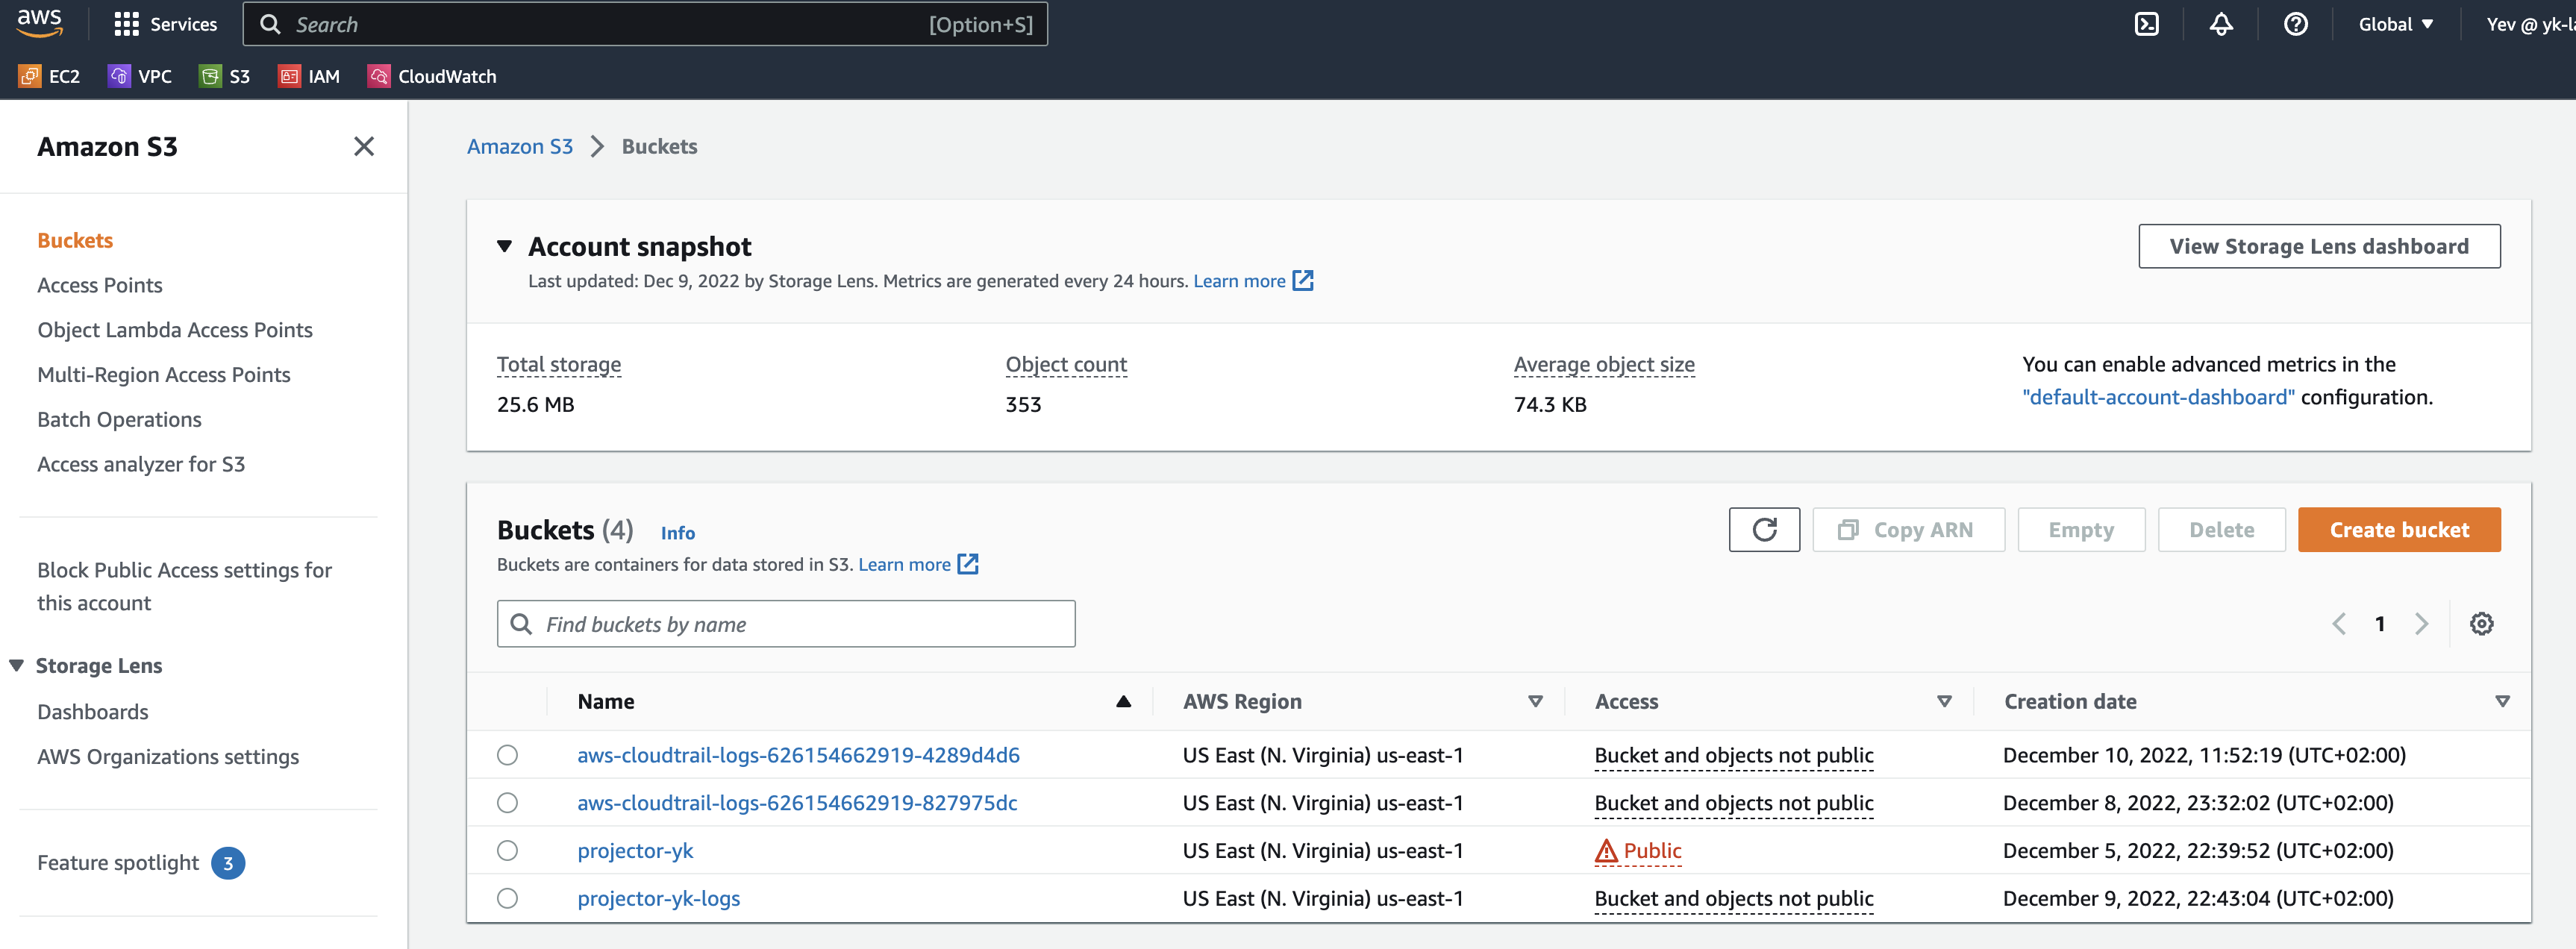 aws
Services
Search
[Option+S]
Global
Yev @ yk-la
EC2
VPC
S3
IAM
CloudWatch
Amazon S3
Buckets
Access Points
Object Lambda Access Points
Multi-Region Access Points
Batch Operations
Access analyzer for S3
Block Public Access settings for
this account
Storage Lens
Dashboards
AWS Organizations settings
Feature spotlight 3
Amazon S3 > Buckets
Account snapshot
Last updated: Dec 9, 2022 by Storage Lens. Metrics are generated every 24 hours. Learn more
View Storage Lens dashboard
Total storage
25.6 MB
Object count
353
Average object size
74.3 KB
You can enable advanced metrics in the
"default-account-dashboard" configuration.
Buckets (4) Info
Buckets are containers for data stored in S3. Learn more
Copy ARN
Empty
Delete
Create bucket
Find buckets by name
1
Name AWS Region Access Creation date
aws-cloudtrail-logs-626154662919-4289d4d6 US East (N. Virginia) us-east-1 Bucket and objects not public December 10, 2022, 11:52:19 (UTC+02:00)
aws-cloudtrail-logs-626154662919-827975dc US East (N. Virginia) us-east-1 Bucket and objects not public December 8, 2022, 23:32:02 (UTC+02:00)
projector-yk US East (N. Virginia) us-east-1 Public December 5, 2022, 22:39:52 (UTC+02:00)
projector-yk-logs US East (N. Virginia) us-east-1 Bucket and objects not public December 9, 2022, 22:43:04 (UTC+02:00)